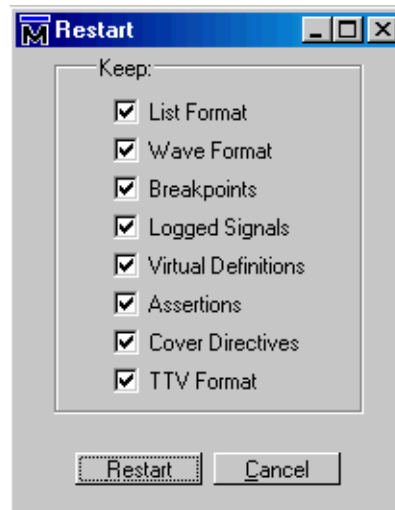 Restart
Keep:
List Format
Wave Format
Breakpoints
Logged Signals
Virtual Definitions
Assertions
Cover Directives
TTV Format
Restart Cancel